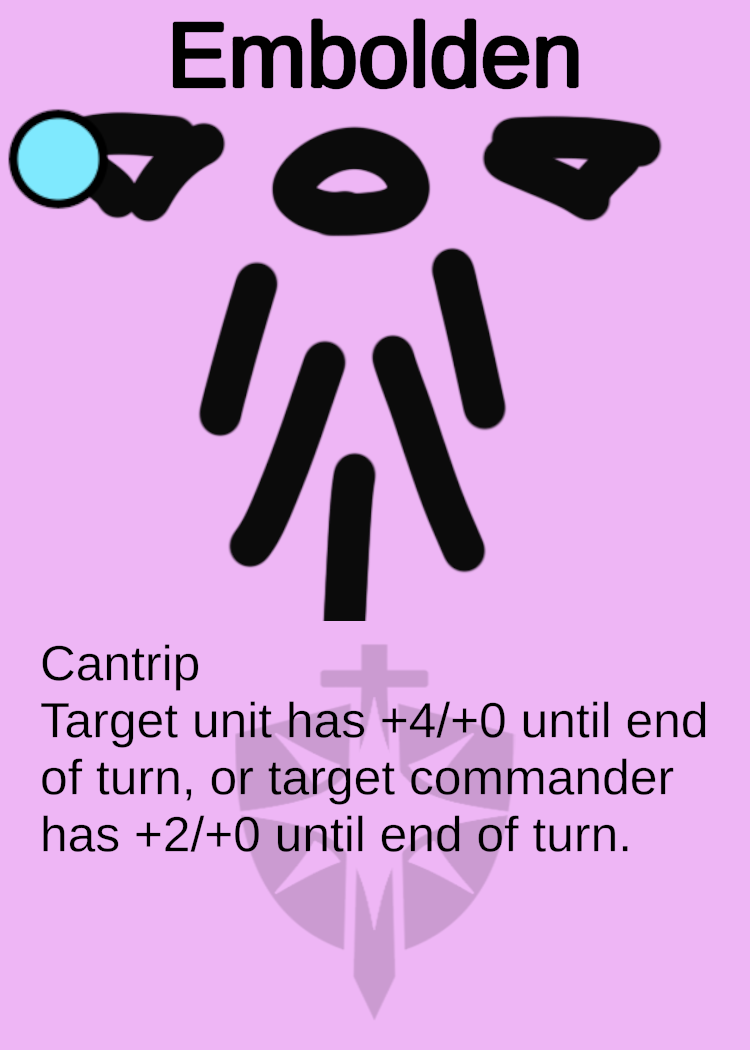 Embolden
Cantrip
Target unit has +4/+0 until end
of turn, or target commander
has +2/+0 until end of turn.